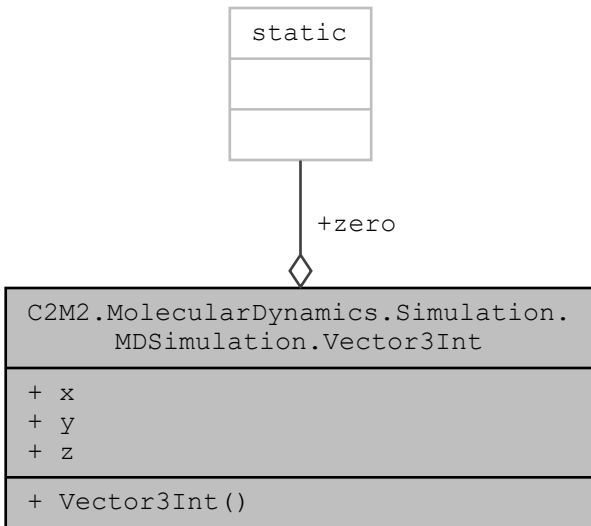 static
+zero
C2M2.MolecularDynamics.Simulation.
MDSimulation.Vector3Int
+ x
+ y
+ z
+ Vector3Int()